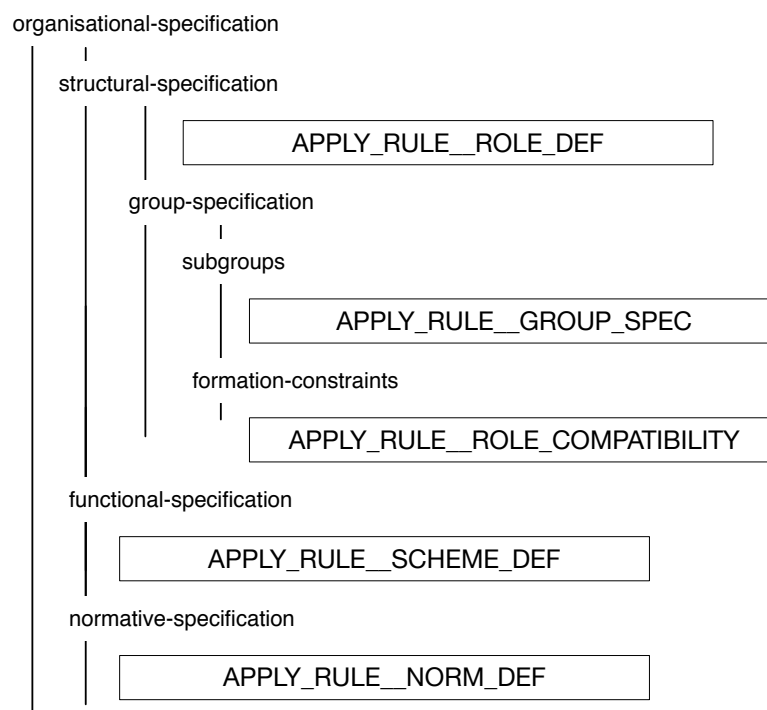 organisational-specification
structural-specification
APPLY_RULE__ROLE_DEF
group-specification
subgroups
APPLY_RULE__GROUP_SPEC
formation-constraints
APPLY_RULE__ROLE_COMPATIBILITY
functional-specification
APPLY_RULE__SCHEME_DEF
normative-specification
APPLY_RULE__NORM_DEF